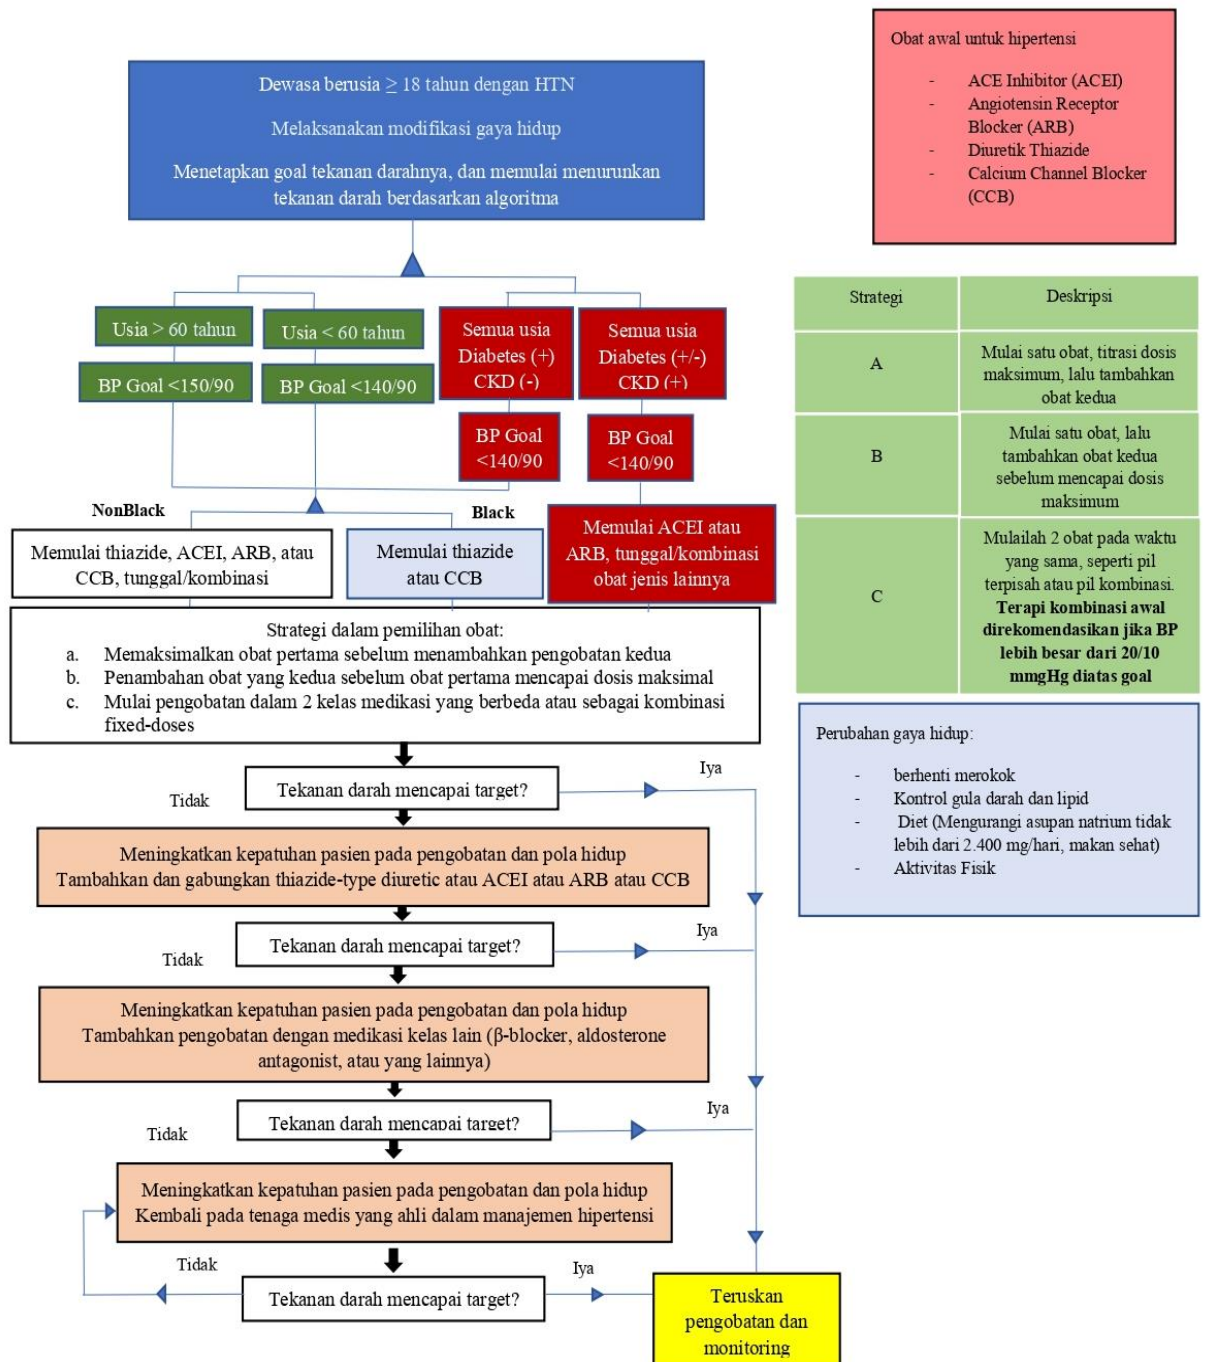 Obat awal untuk hipertensi
- ACE Inhibitor (ACEI)
- Angiotensin Receptor
Blocker (ARB)
- Diuretik Thiazide
- Calcium Channel Blocker
(CCB)
Dewasa berusia ≥ 18 tahun dengan HTN
Melaksanakan modifikasi gaya hidup
Menetapkan goal tekanan darahnya, dan memulai menurunkan
tekanan darah berdasarkan algoritma
Usia > 60 tahun
Usia < 60 tahun
Semua usia
Diabetes (+)
CKD (-)
Semua usia
Diabetes (+/-)
CKD (+)
BP Goal <150/90
BP Goal <140/90
BP Goal
<140/90
BP Goal
<140/90
NonBlack
Black
Memulai thiazide, ACEI, ARB, atau
CCB, tunggal/kombinasi
Memulai thiazide
atau CCB
Memulai ACEI atau
ARB, tunggal/kombinasi
obat jenis lainnya
Strategi dalam pemilihan obat:
a. Memaksimalkan obat pertama sebelum menambahkan pengobatan kedua
b. Penambahan obat yang kedua sebelum obat pertama mencapai dosis maksimal
c. Mulai pengobatan dalam 2 kelas medikasi yang berbeda atau sebagai kombinasi
fixed-doses
Tekanan darah mencapai target?
Iya
Tidak
Meningkatkan kepatuhan pasien pada pengobatan dan pola hidup
Tambahkan dan gabungkan thiazide-type diuretic atau ACEI atau ARB atau CCB
Tekanan darah mencapai target?
Iya
Tidak
Meningkatkan kepatuhan pasien pada pengobatan dan pola hidup
Tambahkan pengobatan dengan medikasi kelas lain (β-blocker, aldosterone
antagonist, atau yang lainnya)
Tekanan darah mencapai target?
Iya
Tidak
Meningkatkan kepatuhan pasien pada pengobatan dan pola hidup
Kembali pada tenaga medis yang ahli dalam manajemen hipertensi
Tidak
Tekanan darah mencapai target?
Iya
Teruskan
pengobatan dan
monitoring
Strategi
Deskripsi
A
Mulai satu obat, titrasi dosis
maksimum, lalu tambahkan
obat kedua
B
Mulai satu obat, lalu
tambahkan obat kedua
sebelum mencapai dosis
maksimum
C
Mulailah 2 obat pada waktu
yang sama, seperti pil
terpisah atau pil kombinasi.
Terapi kombinasi awal
direkomendasikan jika BP
lebih besar dari 20/10
mmgHg diatas goal
Perubahan gaya hidup:
- berhenti merokok
- Kontrol gula darah dan lipid
- Diet (Mengurangi asupan natrium tidak
lebih dari 2.400 mg/hari, makan sehat)
- Aktivitas Fisik